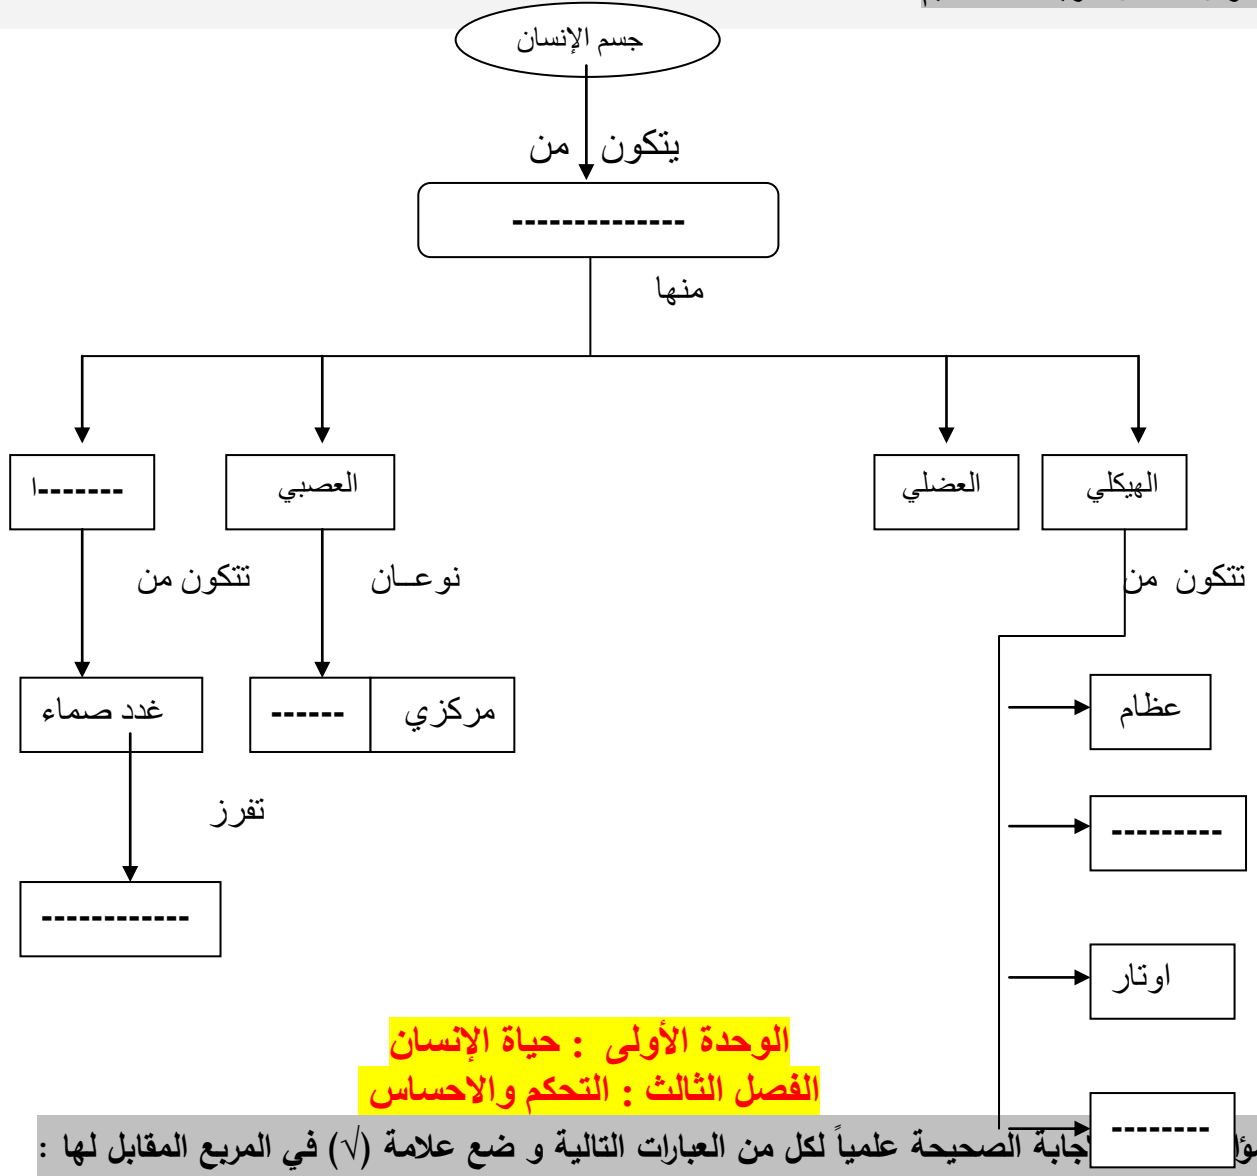 جسم الإنسان
يتكون من
--------------
منها
الهيكلي
العضلي
العصبي
ا-------
تتكون من
نوعــان
تتكون من
عظام
مركزي
------
غدد صماء
تفرز
---------
------------
اوتار
الوحدة الأولى : حياة الإنسان
الفصل الثالث : التحكم والاحساس
--------
الصحيحة علمياً لكل من العبارات التالية و ضع علامة (√) في المربع المقابل لها :